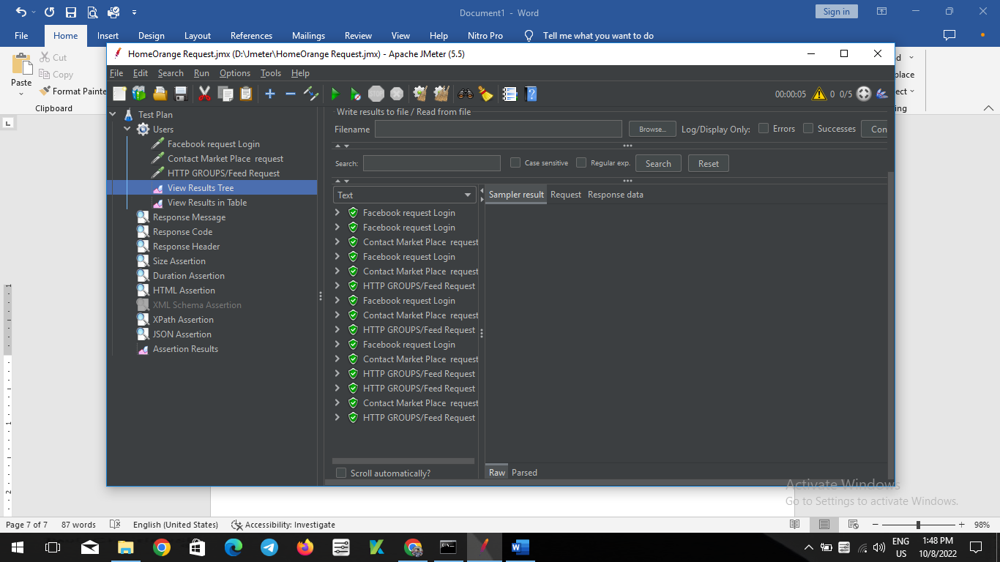 Document1 - Word
Sign in
File Home Insert Design Layout References Mailings Review View Help Nitro Pro Tell me what you want to do
Paste
Cut
Copy
Format Painte
Clipboard
d
place
ect
ing
HomeOrange Request.jmx (D:\Jmeter\HomeOrange Request.jmx) - Apache JMeter (5.5)
File Edit Search Run Options Tools Help
STOP
00:00:05 0 0/5
Test Plan
Users
Facebook request Login
Contact Market Place request
HTTP GROUPS/Feed Request
View Results Tree
View Results in Table
Response Message
Response Code
Response Header
Size Assertion
Duration Assertion
HTML Assertion
XML Schema Assertion
XPath Assertion
JSON Assertion
Assertion Results
Write results to file / Read from file
Filename Browse... Log/Display Only: Errors Successes Con
Search: Case sensitive Regular exp. Search Reset
Text
Sampler result Request Response data
Facebook request Login
Facebook request Login
Contact Market Place request
Facebook request Login
Contact Market Place request
HTTP GROUPS/Feed Request
Facebook request Login
Contact Market Place request
HTTP GROUPS/Feed Request
Facebook request Login
Contact Market Place request
HTTP GROUPS/Feed Request
HTTP GROUPS/Feed Request
Contact Market Place request
HTTP GROUPS/Feed Request
Scroll automatically?
Raw Parsed
Activate Windows
Go to Settings to activate Windows.
1
1
2
Page 7 of 7 87 words English (United States) Accessibility: Investigate 98%
ENG
US
1:48 PM
10/8/2022